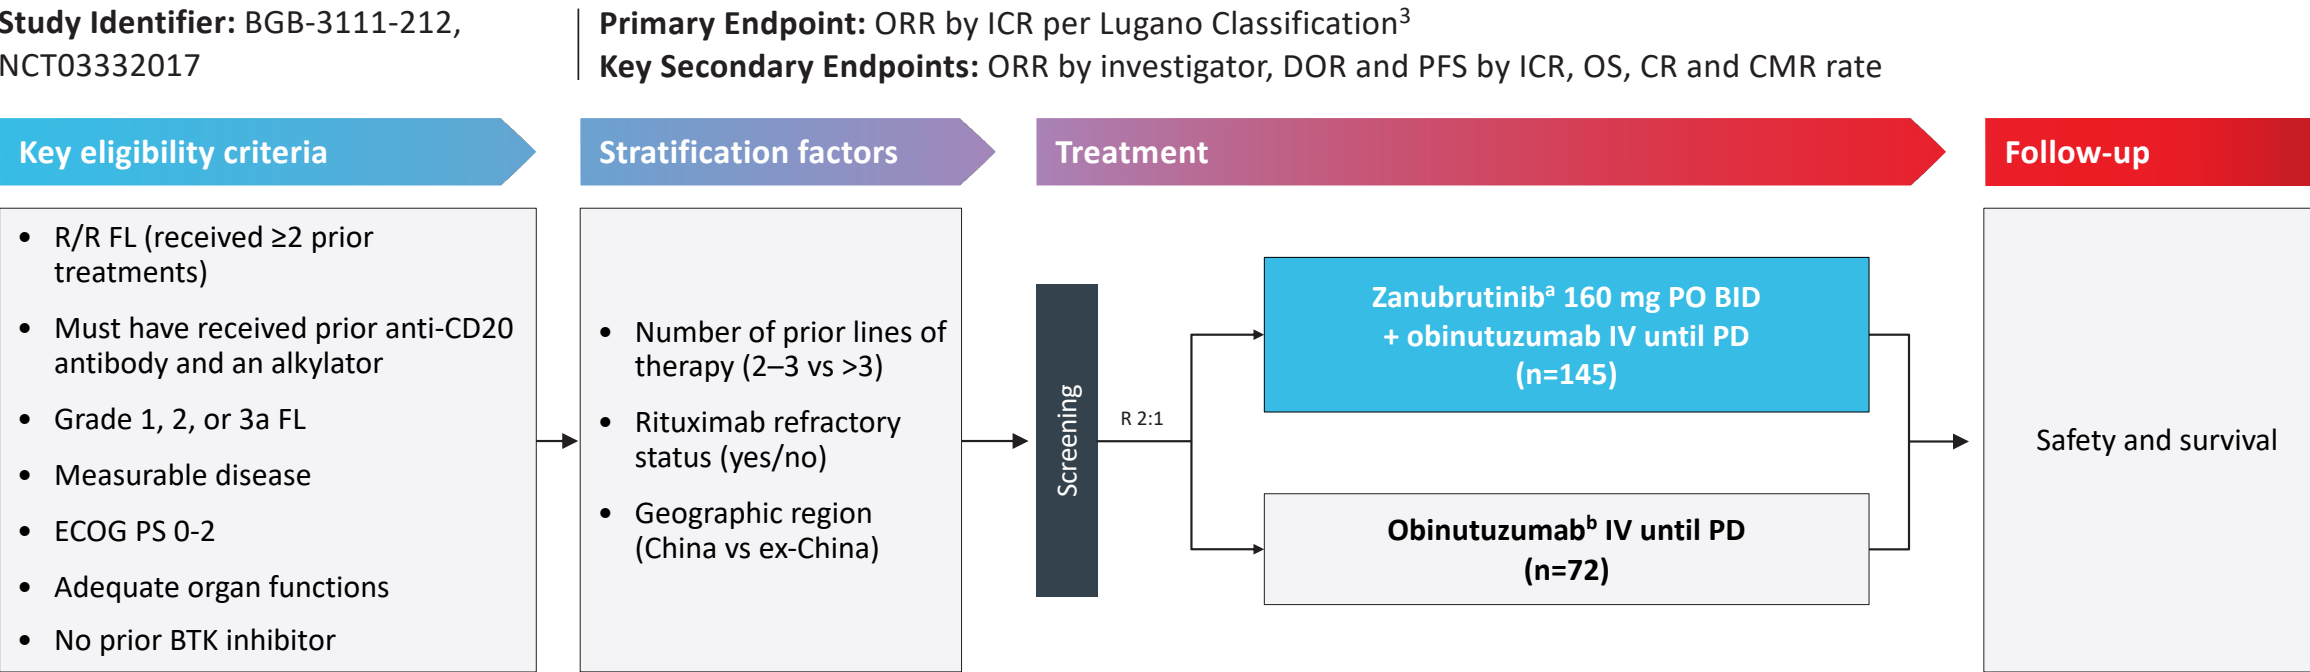 Study Identifier: BGB-3111-212,
NCT03332017
Primary Endpoint: ORR by ICR per Lugano Classification³
Key Secondary Endpoints: ORR by investigator, DOR and PFS by ICR, OS, CR and CMR rate
Key eligibility criteria
• R/R FL (received ≥2 prior
treatments)
• Must have received prior anti-CD20
antibody and an alkylator
• Grade 1, 2, or 3a FL
• Measurable disease
• ECOG PS 0-2
• Adequate organ functions
• No prior BTK inhibitor
Stratification factors
• Number of prior lines of
therapy (2–3 vs >3)
• Rituximab refractory
status (yes/no)
• Geographic region
(China vs ex-China)
Treatment
Screening
R 2:1
Zanubrutinibᵃ 160 mg PO BID
+ obinutuzumab IV until PD
(n=145)
Obinutuzumabᵇ IV until PD
(n=72)
Follow-up
Safety and survival